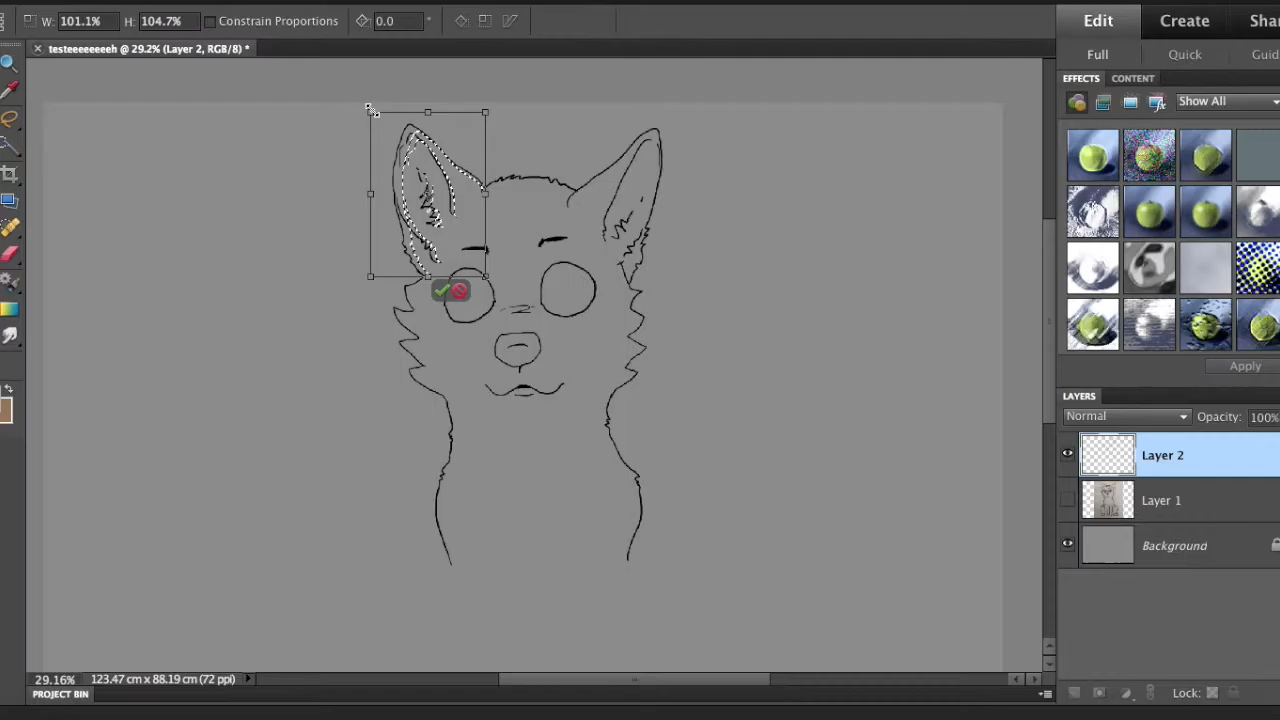 W: 101.1% H: 104.7% Constrain Proportions 0.0 °
Edit Create
testeeeeeeeh @ 29.2% (Layer 2, RGB/8) *
Full Quick
EFFECTS CONTENT
Show All
Apply
LAYERS
Normal Opacity: 100%
Layer 2
Layer 1
Background
29.16% 123.47 cm x 88.19 cm (72 ppi)
PROJECT BIN
Lock: